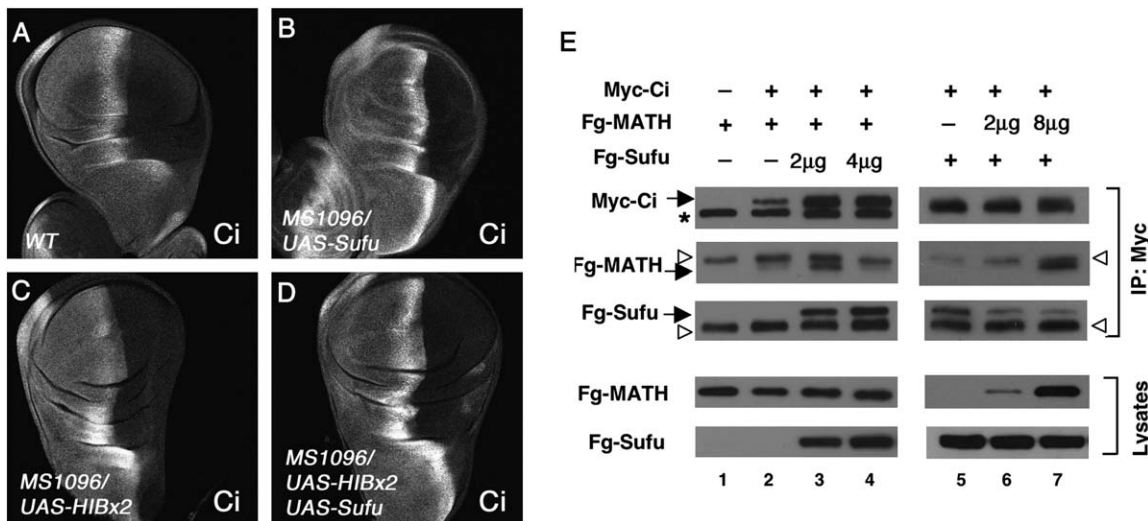 A
WT
Ci
B
MS1096/
UAS-Sufu
Ci
C
MS1096/
UAS-HIBx2
Ci
D
MS1096/
UAS-HIBx2
UAS-Sufu
Ci
E
Myc-Ci – + + + + + +
Fg-MATH + + + + – 2µg 8µg
Fg-Sufu – – 2µg 4µg + + +
Myc-Ci
*
Fg-MATH
Fg-Sufu
IP: Myc
Fg-MATH
Fg-Sufu
Lysates
1 2 3 4 5 6 7